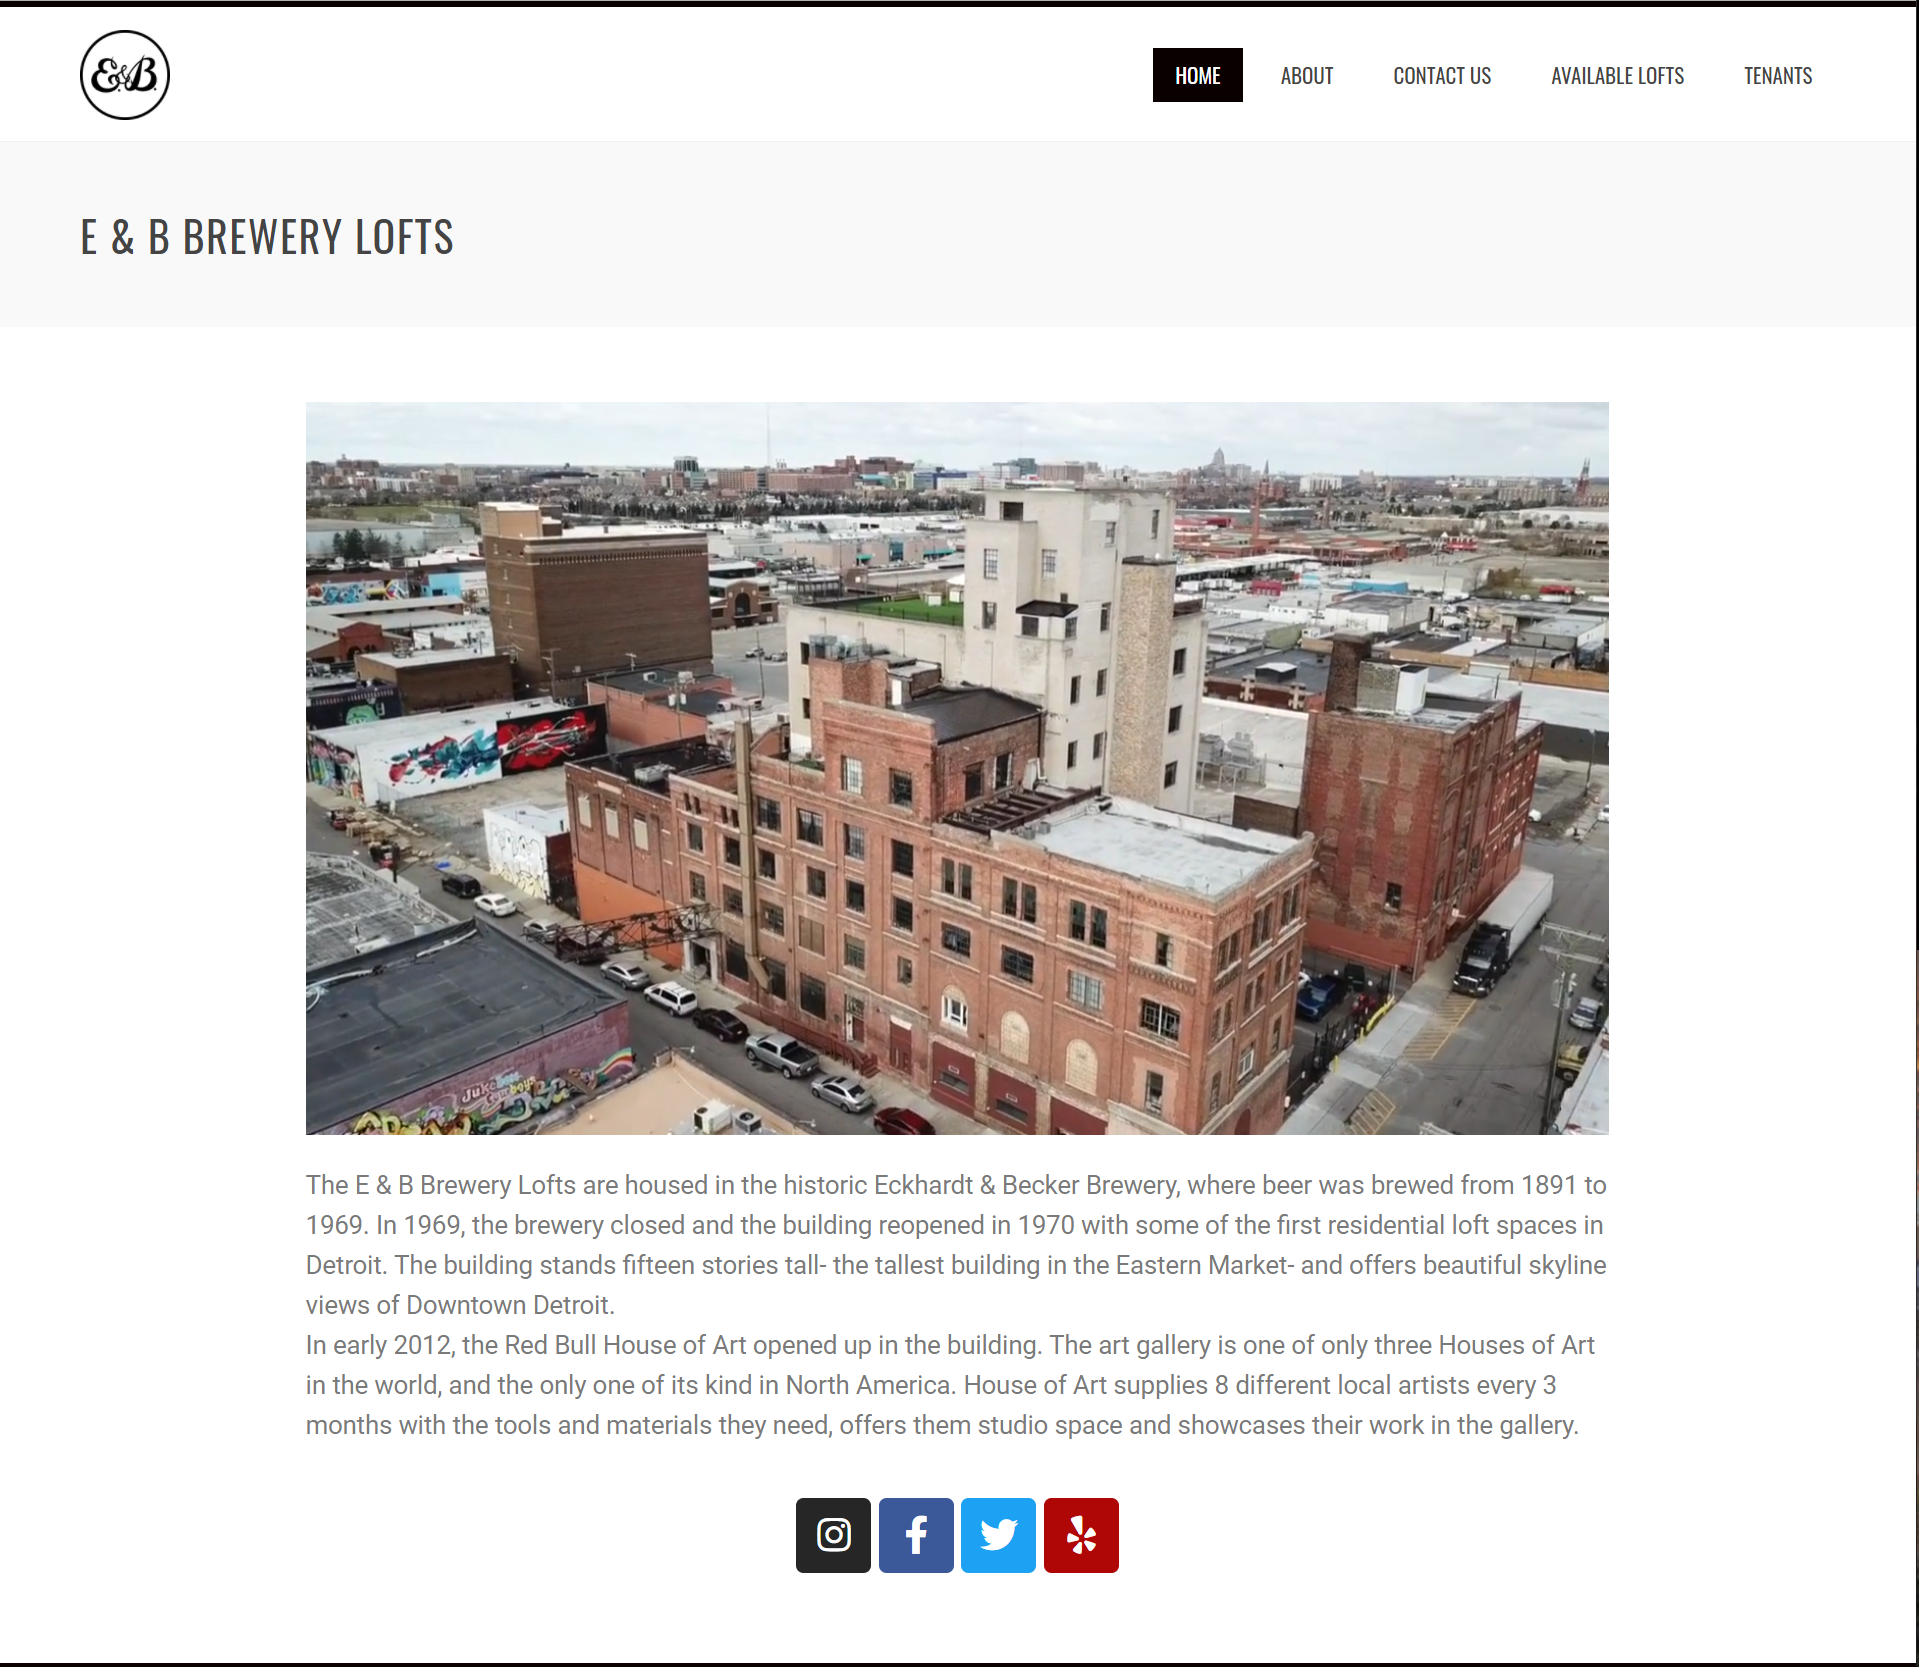 E.&B.
HOME
ABOUT
CONTACT US
AVAILABLE LOFTS
TENANTS
E & B BREWERY LOFTS
Juke
Cowboys
The E & B Brewery Lofts are housed in the historic Eckhardt & Becker Brewery, where beer was brewed from 1891 to
1969. In 1969, the brewery closed and the building reopened in 1970 with some of the first residential loft spaces in
Detroit. The building stands fifteen stories tall- the tallest building in the Eastern Market- and offers beautiful skyline
views of Downtown Detroit.
In early 2012, the Red Bull House of Art opened up in the building. The art gallery is one of only three Houses of Art
in the world, and the only one of its kind in North America. House of Art supplies 8 different local artists every 3
months with the tools and materials they need, offers them studio space and showcases their work in the gallery.